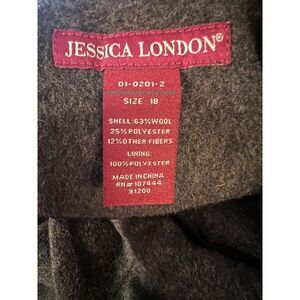 JESSICA LONDON®
01-0201-2
SIZE 18
SHELL: 63% WOOL
25% POLYESTER
12% OTHER FIBERS
LINING:
100% POLYESTER
MADE IN CHINA
RN# 107444
91200